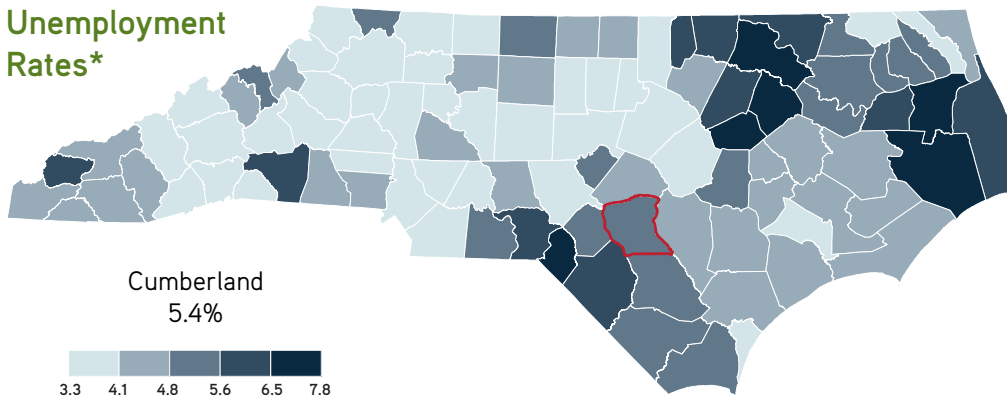 Unemployment
Rates*
Cumberland
5.4%
3.3 4.1 4.8 5.6 6.5 7.8